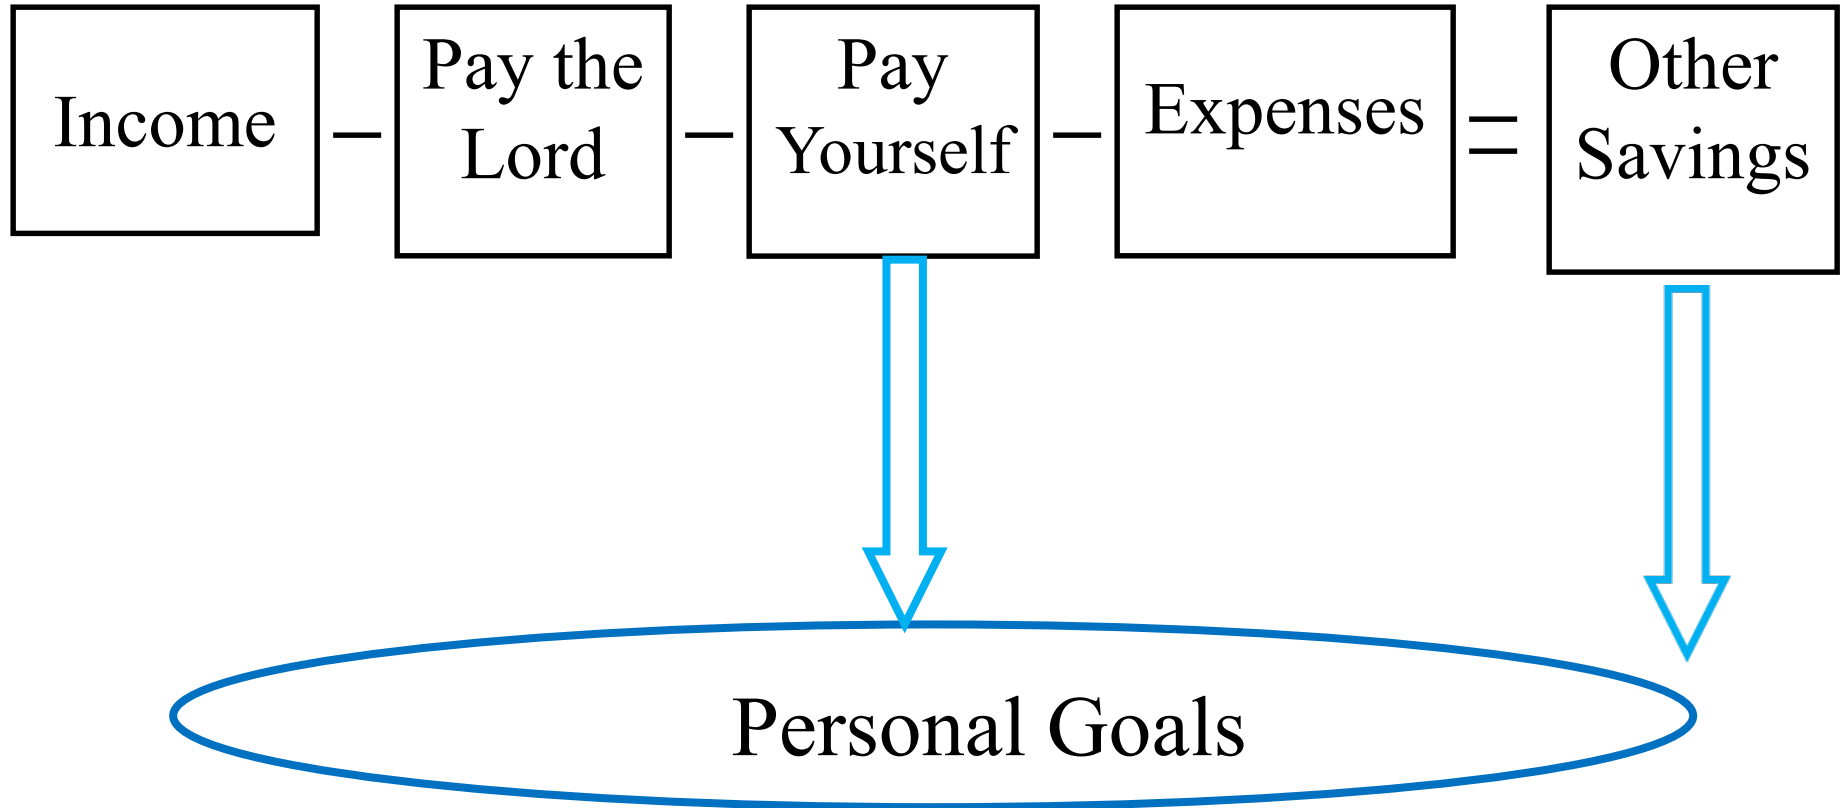 Income – Pay the – Pay – Expenses = Other
Lord Yourself Savings
Personal Goals